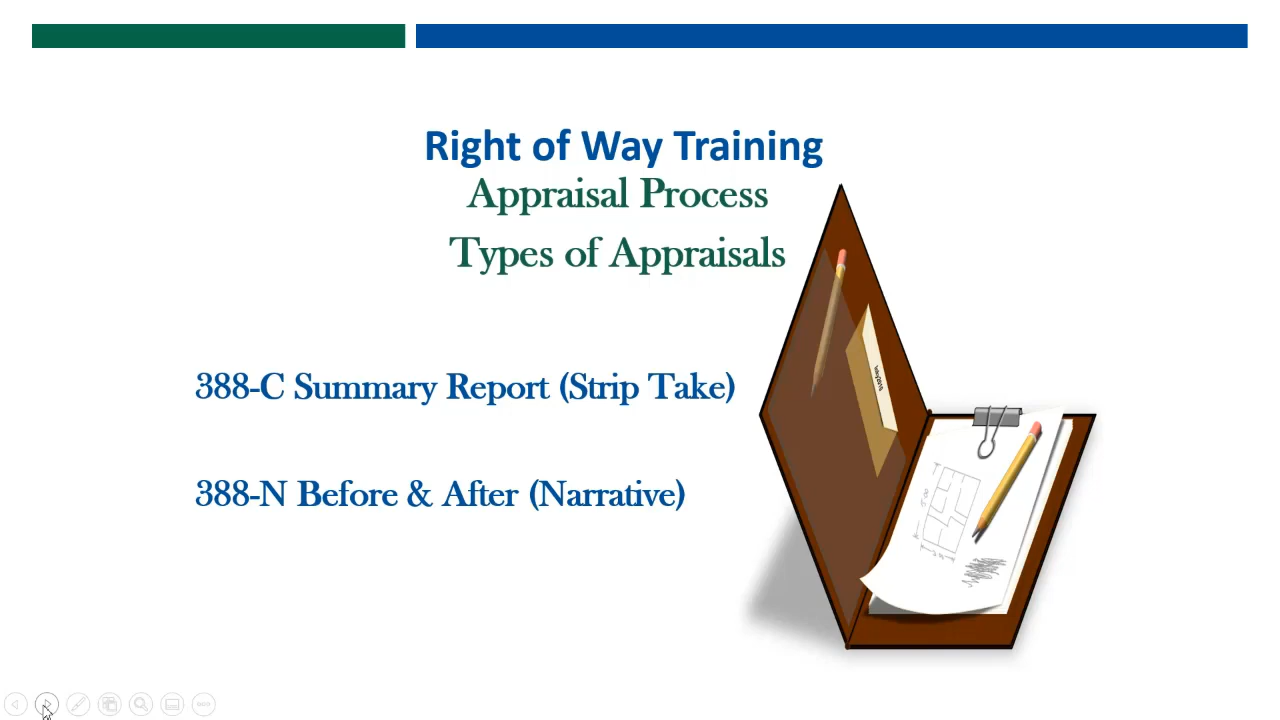 Right of Way Training
Appraisal Process
Types of Appraisals
388-C Summary Report (Strip Take)
388-N Before & After (Narrative)